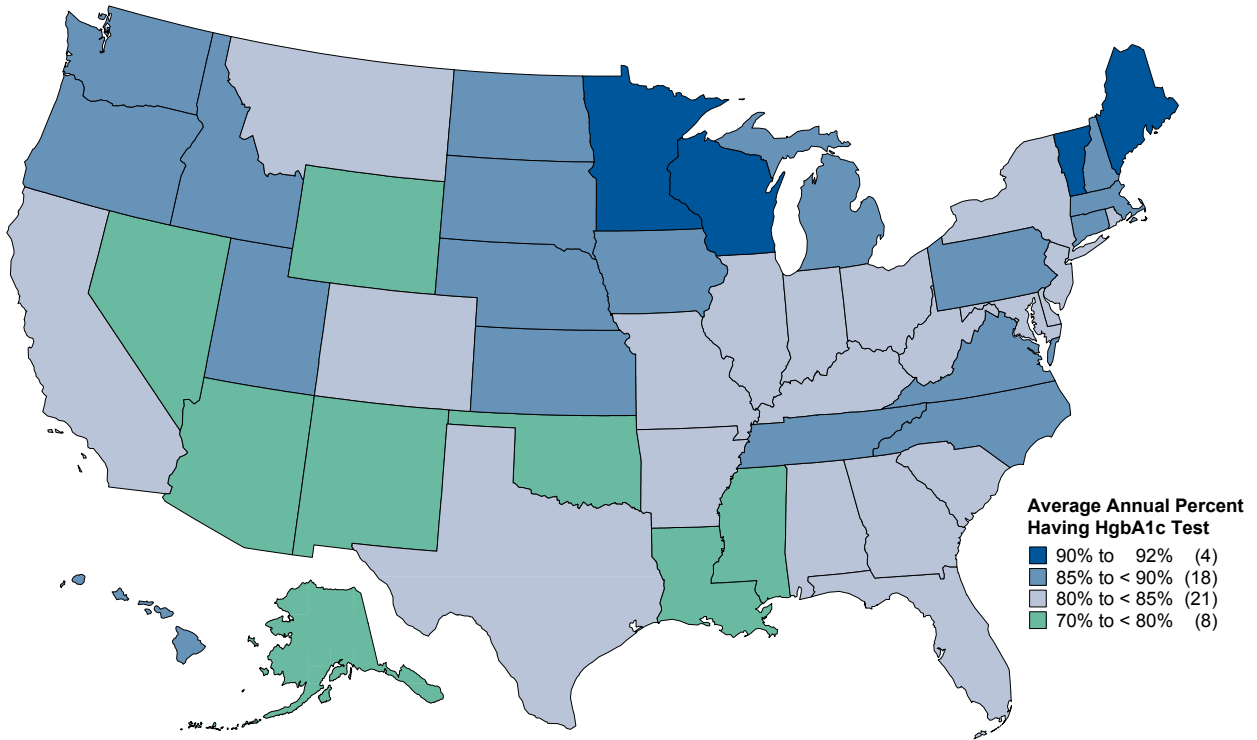 Average Annual Percent
Having HgbA1c Test
90% to 92% (4)
85% to < 90% (18)
80% to < 85% (21)
70% to < 80% (8)